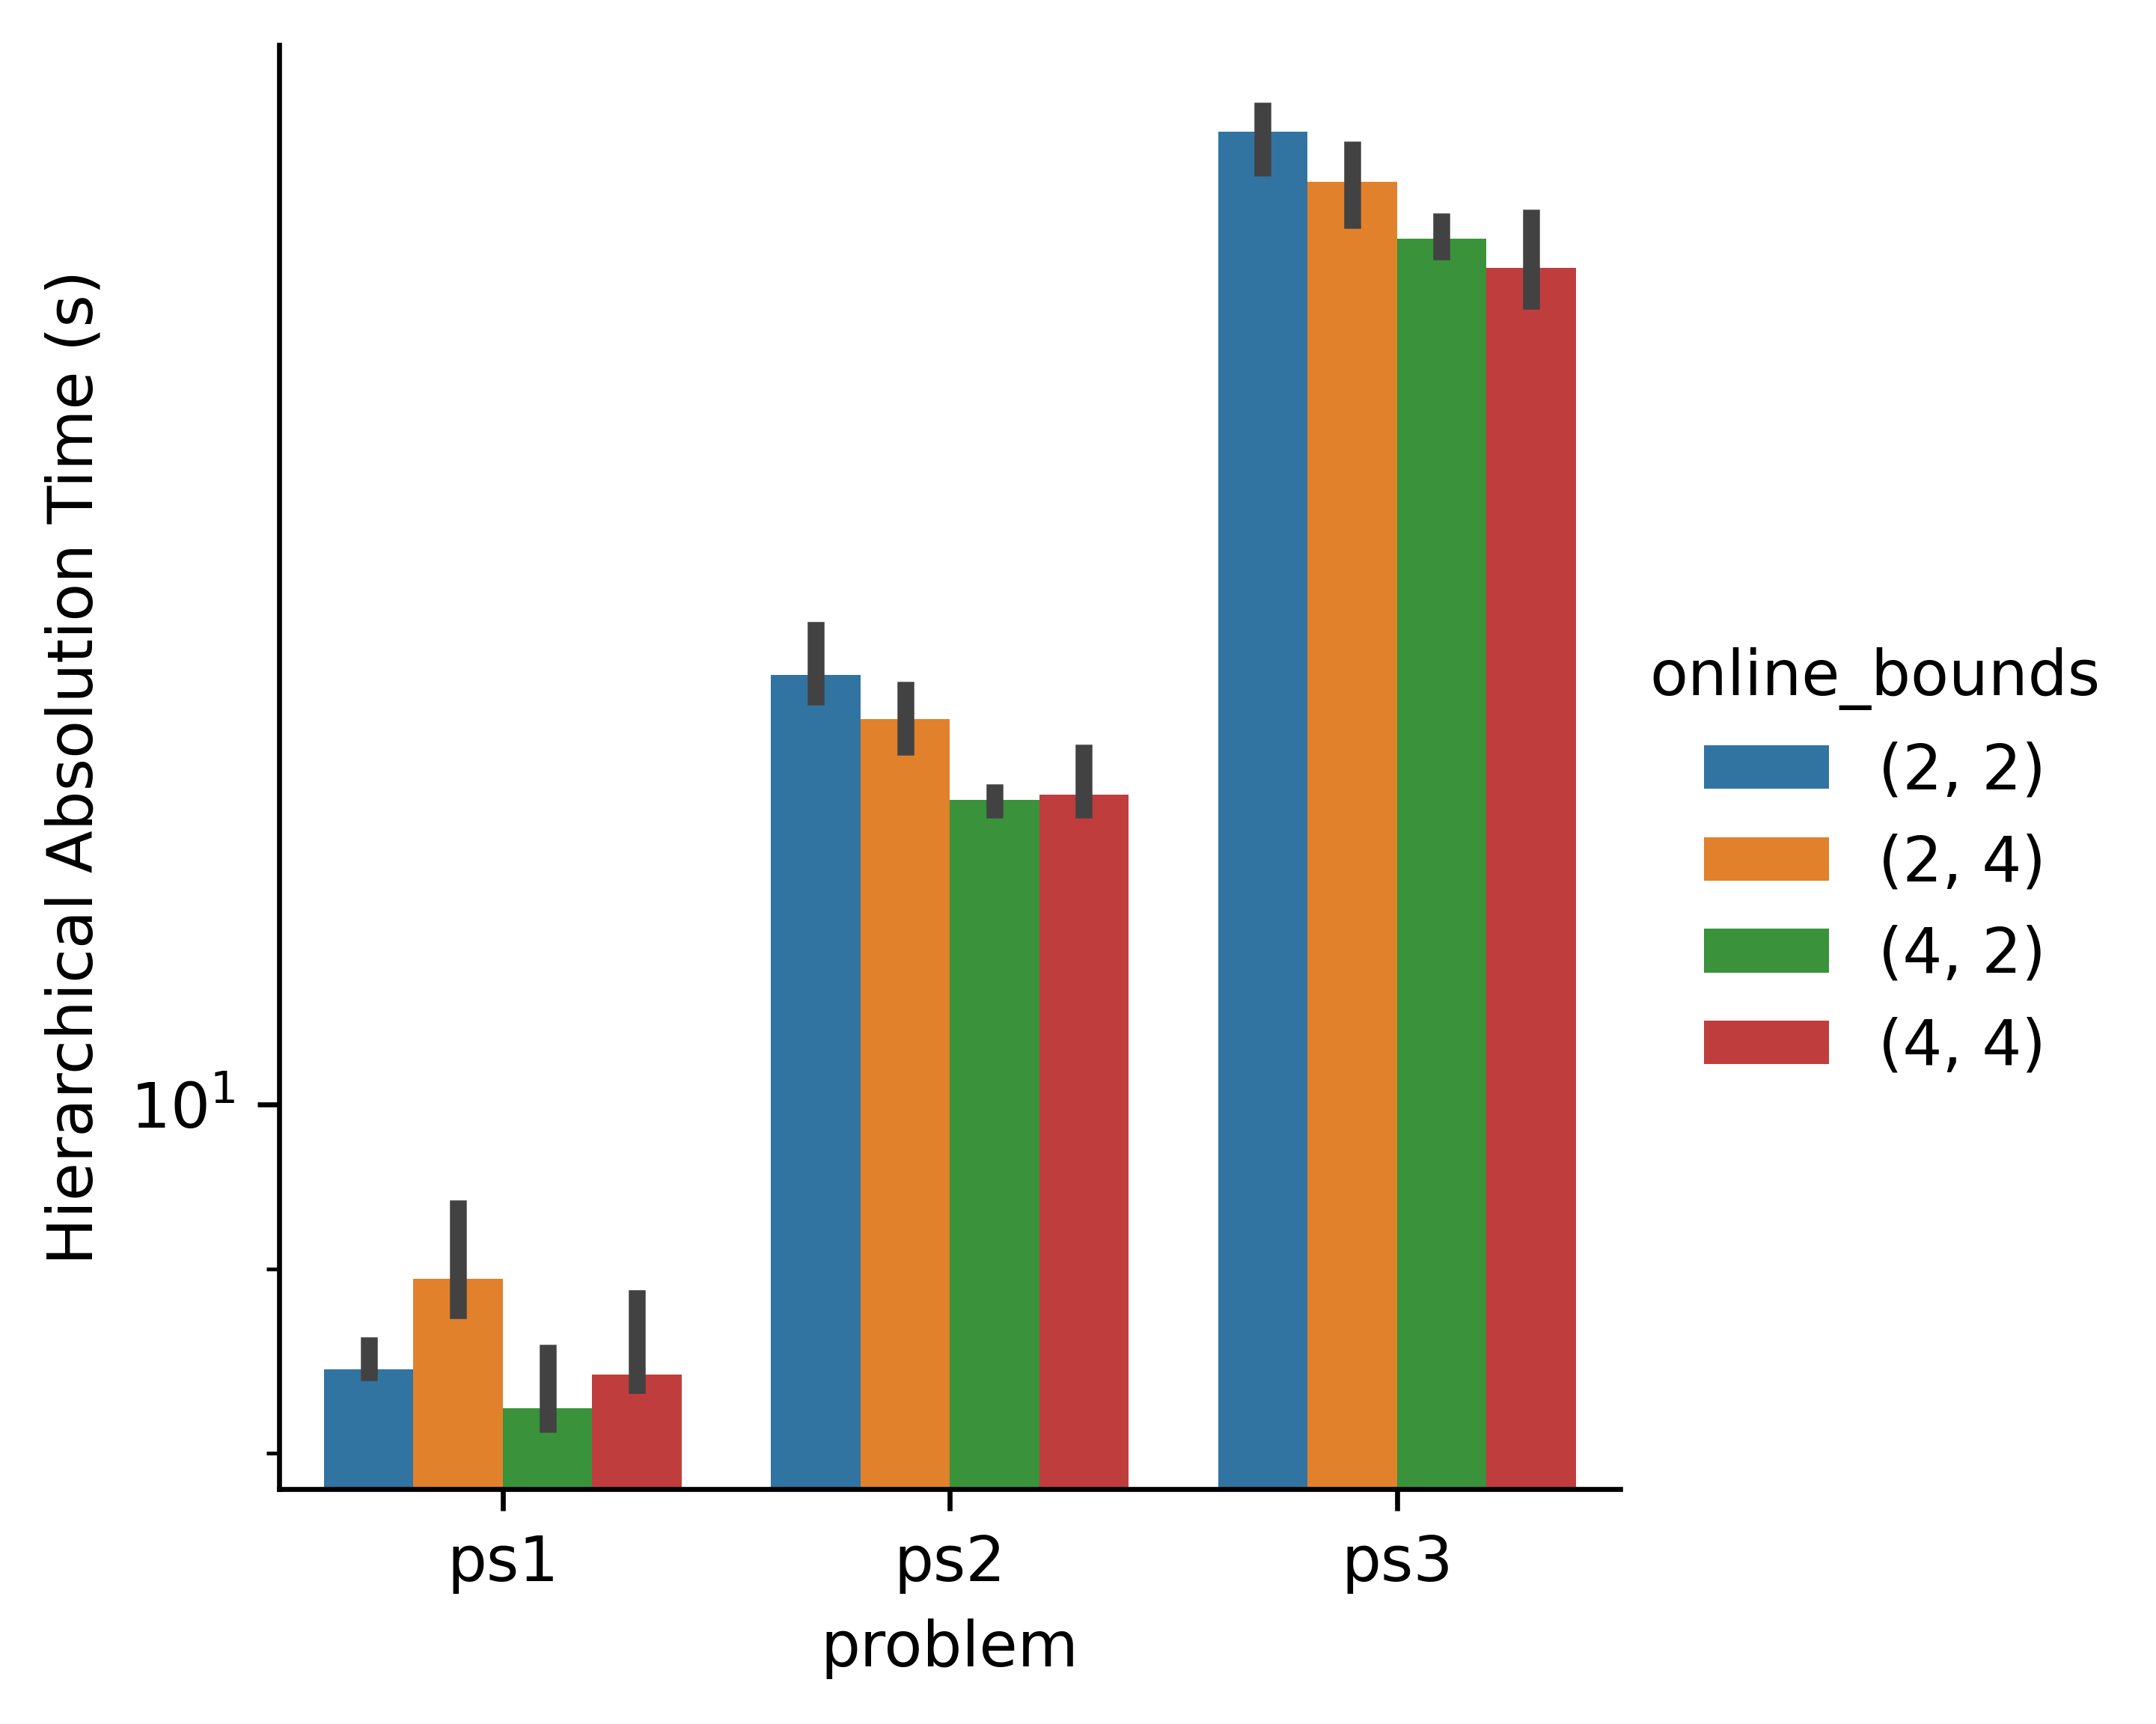 Hierarchical Absolution Time (s)
10¹
ps1 ps2 ps3
problem
online_bounds
(2, 2)
(2, 4)
(4, 2)
(4, 4)